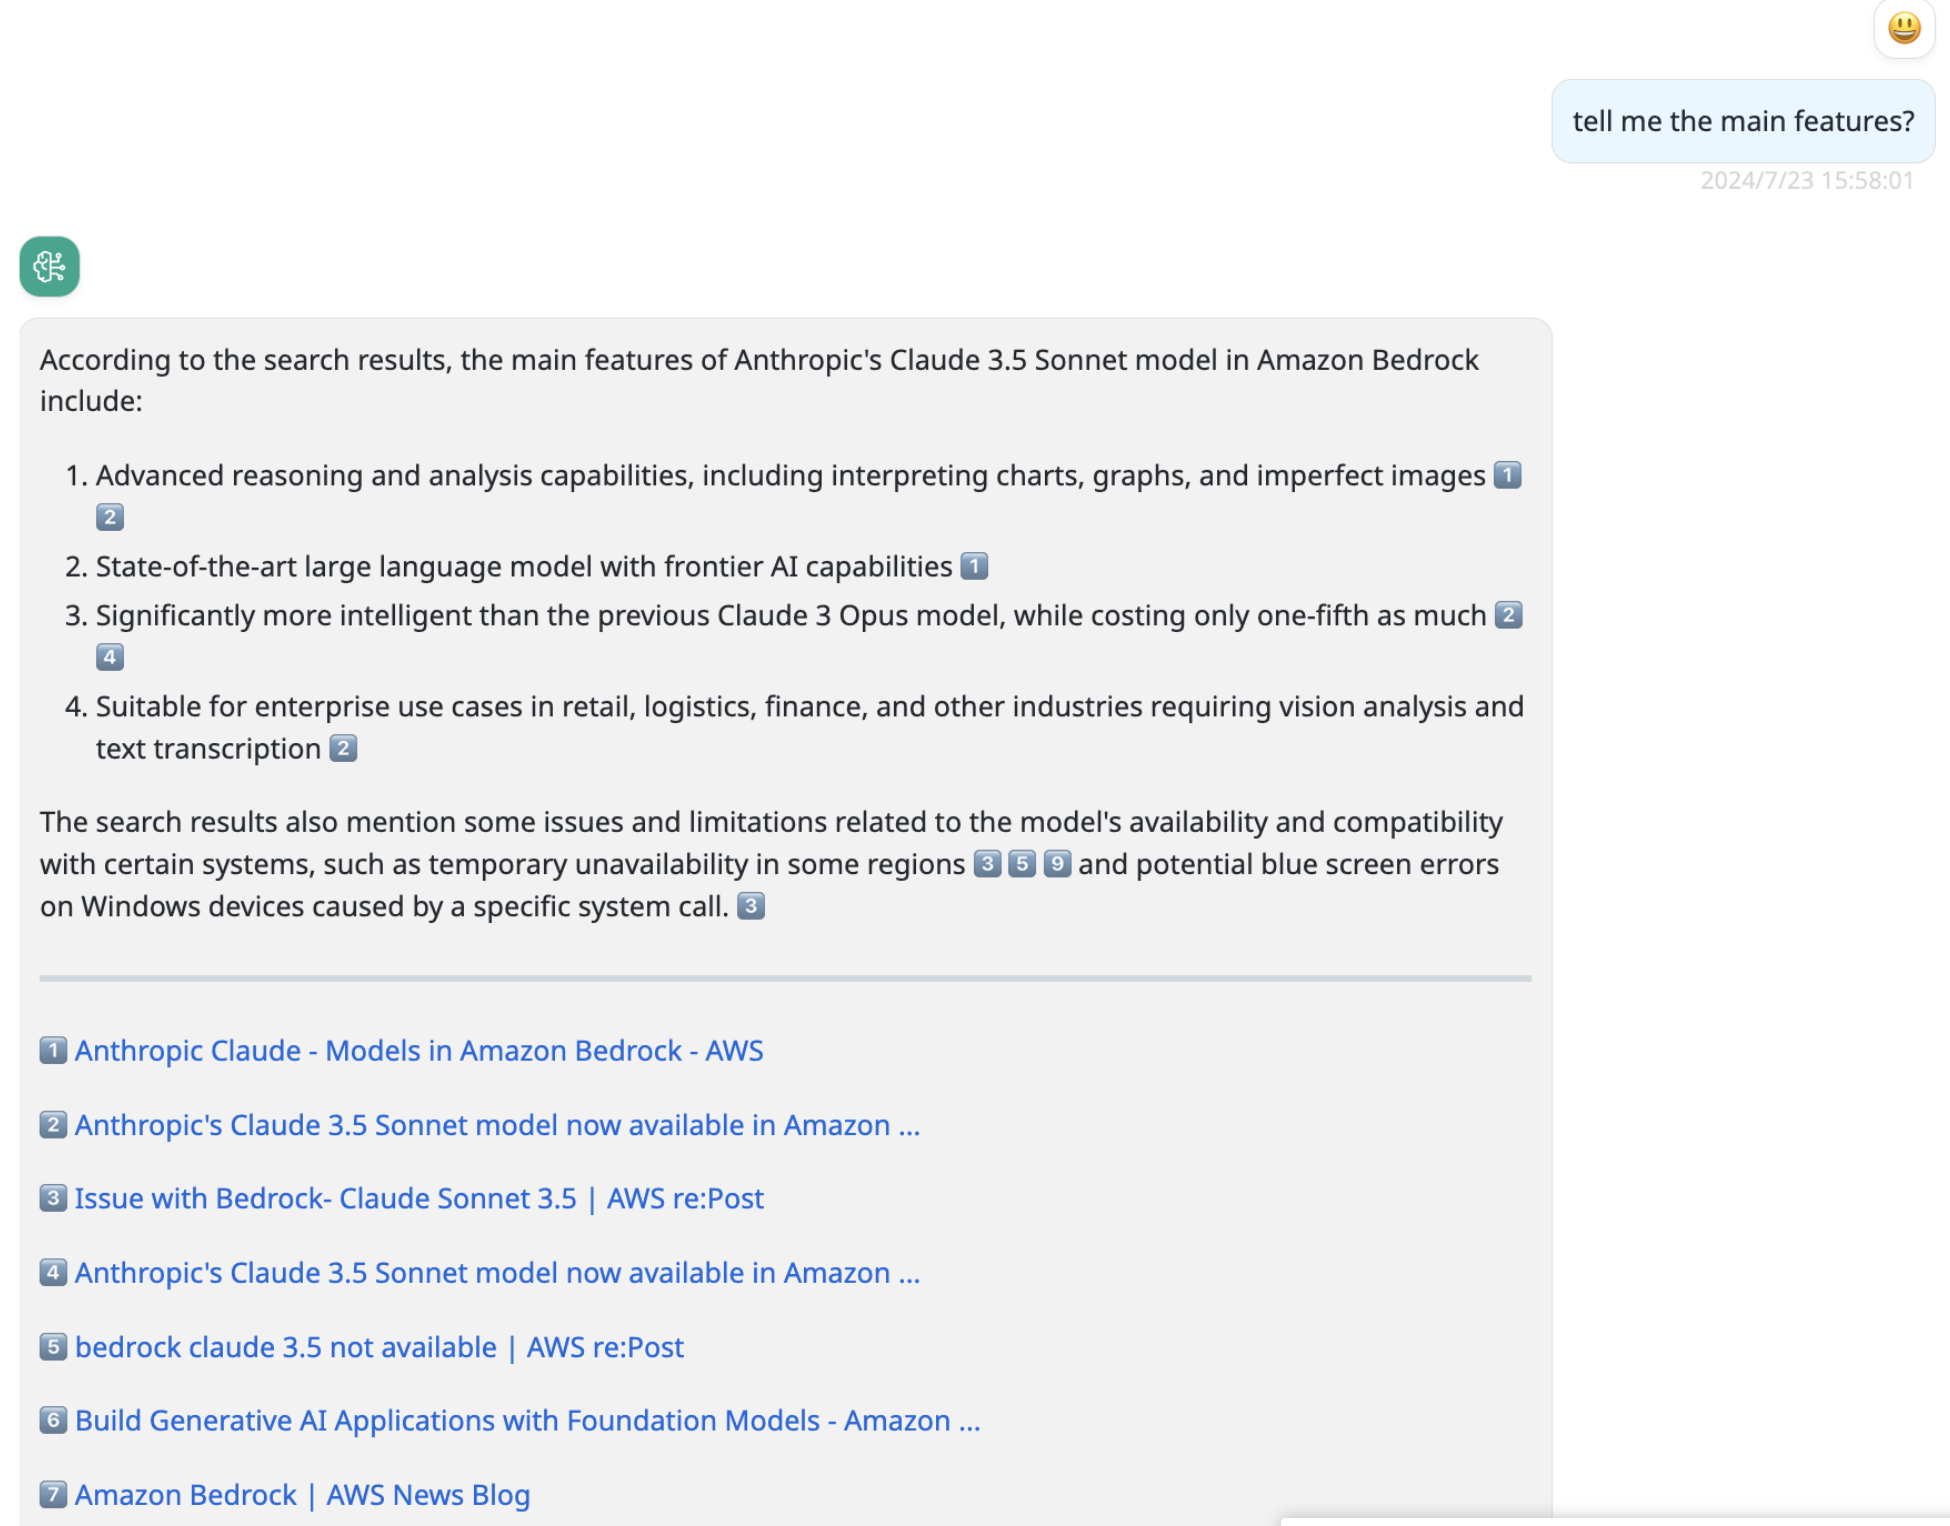 tell me the main features?
2024/7/23 15:58:01
According to the search results, the main features of Anthropic's Claude 3.5 Sonnet model in Amazon Bedrock
include:
1. Advanced reasoning and analysis capabilities, including interpreting charts, graphs, and imperfect images 1
2
2. State-of-the-art large language model with frontier AI capabilities 1
3. Significantly more intelligent than the previous Claude 3 Opus model, while costing only one-fifth as much 2
4
4. Suitable for enterprise use cases in retail, logistics, finance, and other industries requiring vision analysis and
text transcription 2
The search results also mention some issues and limitations related to the model's availability and compatibility
with certain systems, such as temporary unavailability in some regions 3 5 9 and potential blue screen errors
on Windows devices caused by a specific system call. 3
1 Anthropic Claude - Models in Amazon Bedrock - AWS
2 Anthropic's Claude 3.5 Sonnet model now available in Amazon ...
3 Issue with Bedrock- Claude Sonnet 3.5 | AWS re:Post
4 Anthropic's Claude 3.5 Sonnet model now available in Amazon ...
5 bedrock claude 3.5 not available | AWS re:Post
6 Build Generative AI Applications with Foundation Models - Amazon ...
7 Amazon Bedrock | AWS News Blog